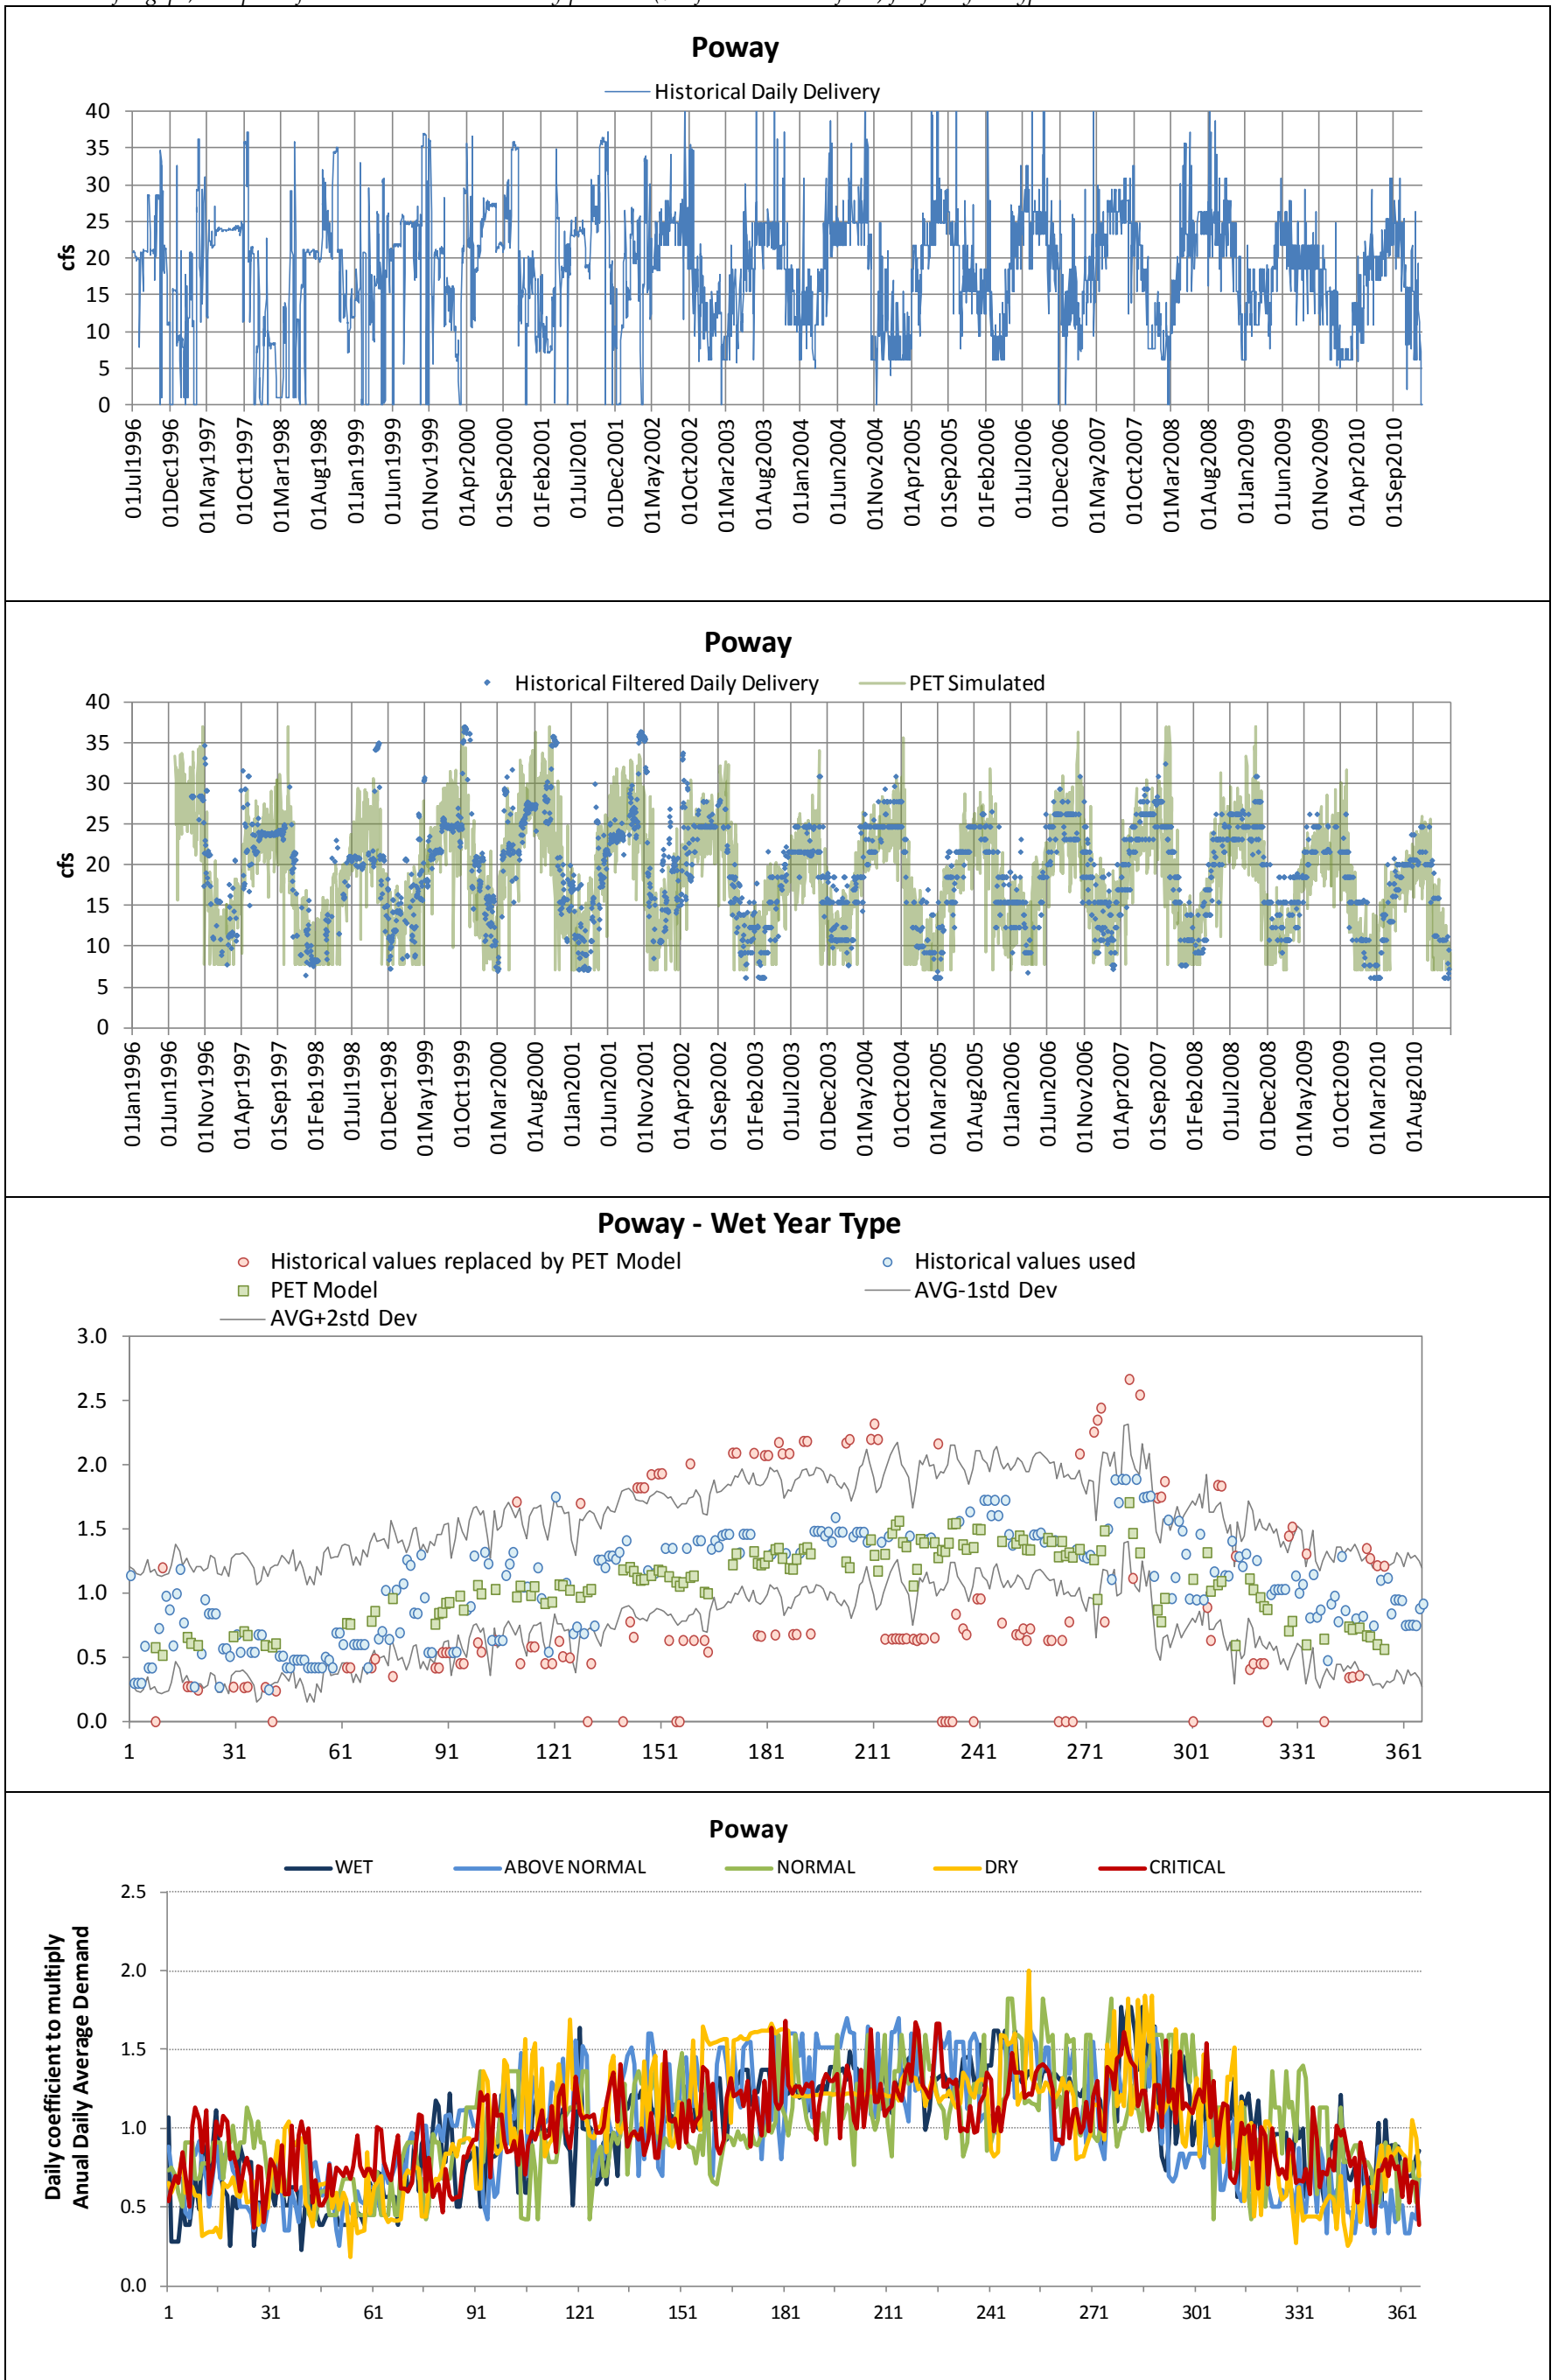 Poway
Historical Daily Delivery
40
35
30
25
20
15
10
5
0
cfs
01Jul1996
01Dec1996
01May1997
01Oct1997
01Mar1998
01Aug1998
01Jan1999
01Jun1999
01Nov1999
01Apr2000
01Sep2000
01Feb2001
01Jul2001
01Dec2001
01May2002
01Oct2002
01Mar2003
01Aug2003
01Jan2004
01Jun2004
01Nov2004
01Apr2005
01Sep2005
01Feb2006
01Jul2006
01Dec2006
01May2007
01Oct2007
01Mar2008
01Aug2008
01Jan2009
01Jun2009
01Nov2009
01Apr2010
01Sep2010
Poway
Historical Filtered Daily Delivery PET Simulated
40
35
30
25
20
15
10
5
0
cfs
01Jan1996
01Jun1996
01Nov1996
01Apr1997
01Sep1997
01Feb1998
01Jul1998
01Dec1998
01May1999
01Oct1999
01Mar2000
01Aug2000
01Jan2001
01Jun2001
01Nov2001
01Apr2002
01Sep2002
01Feb2003
01Jul2003
01Dec2003
01May2004
01Oct2004
01Mar2005
01Aug2005
01Jan2006
01Jun2006
01Nov2006
01Apr2007
01Sep2007
01Feb2008
01Jul2008
01Dec2008
01May2009
01Oct2009
01Mar2010
01Aug2010
Poway - Wet Year Type
Historical values replaced by PET Model Historical values used
PET Model AVG-1std Dev
AVG+2std Dev
3.0
2.5
2.0
1.5
1.0
0.5
0.0
1 31 61 91 121 151 181 211 241 271 301 331 361
Poway
WET ABOVE NORMAL NORMAL DRY CRITICAL
2.5
2.0
1.5
1.0
0.5
0.0
Daily coefficient to multiply
Anual Daily Average Demand
1 31 61 91 121 151 181 211 241 271 301 331 361